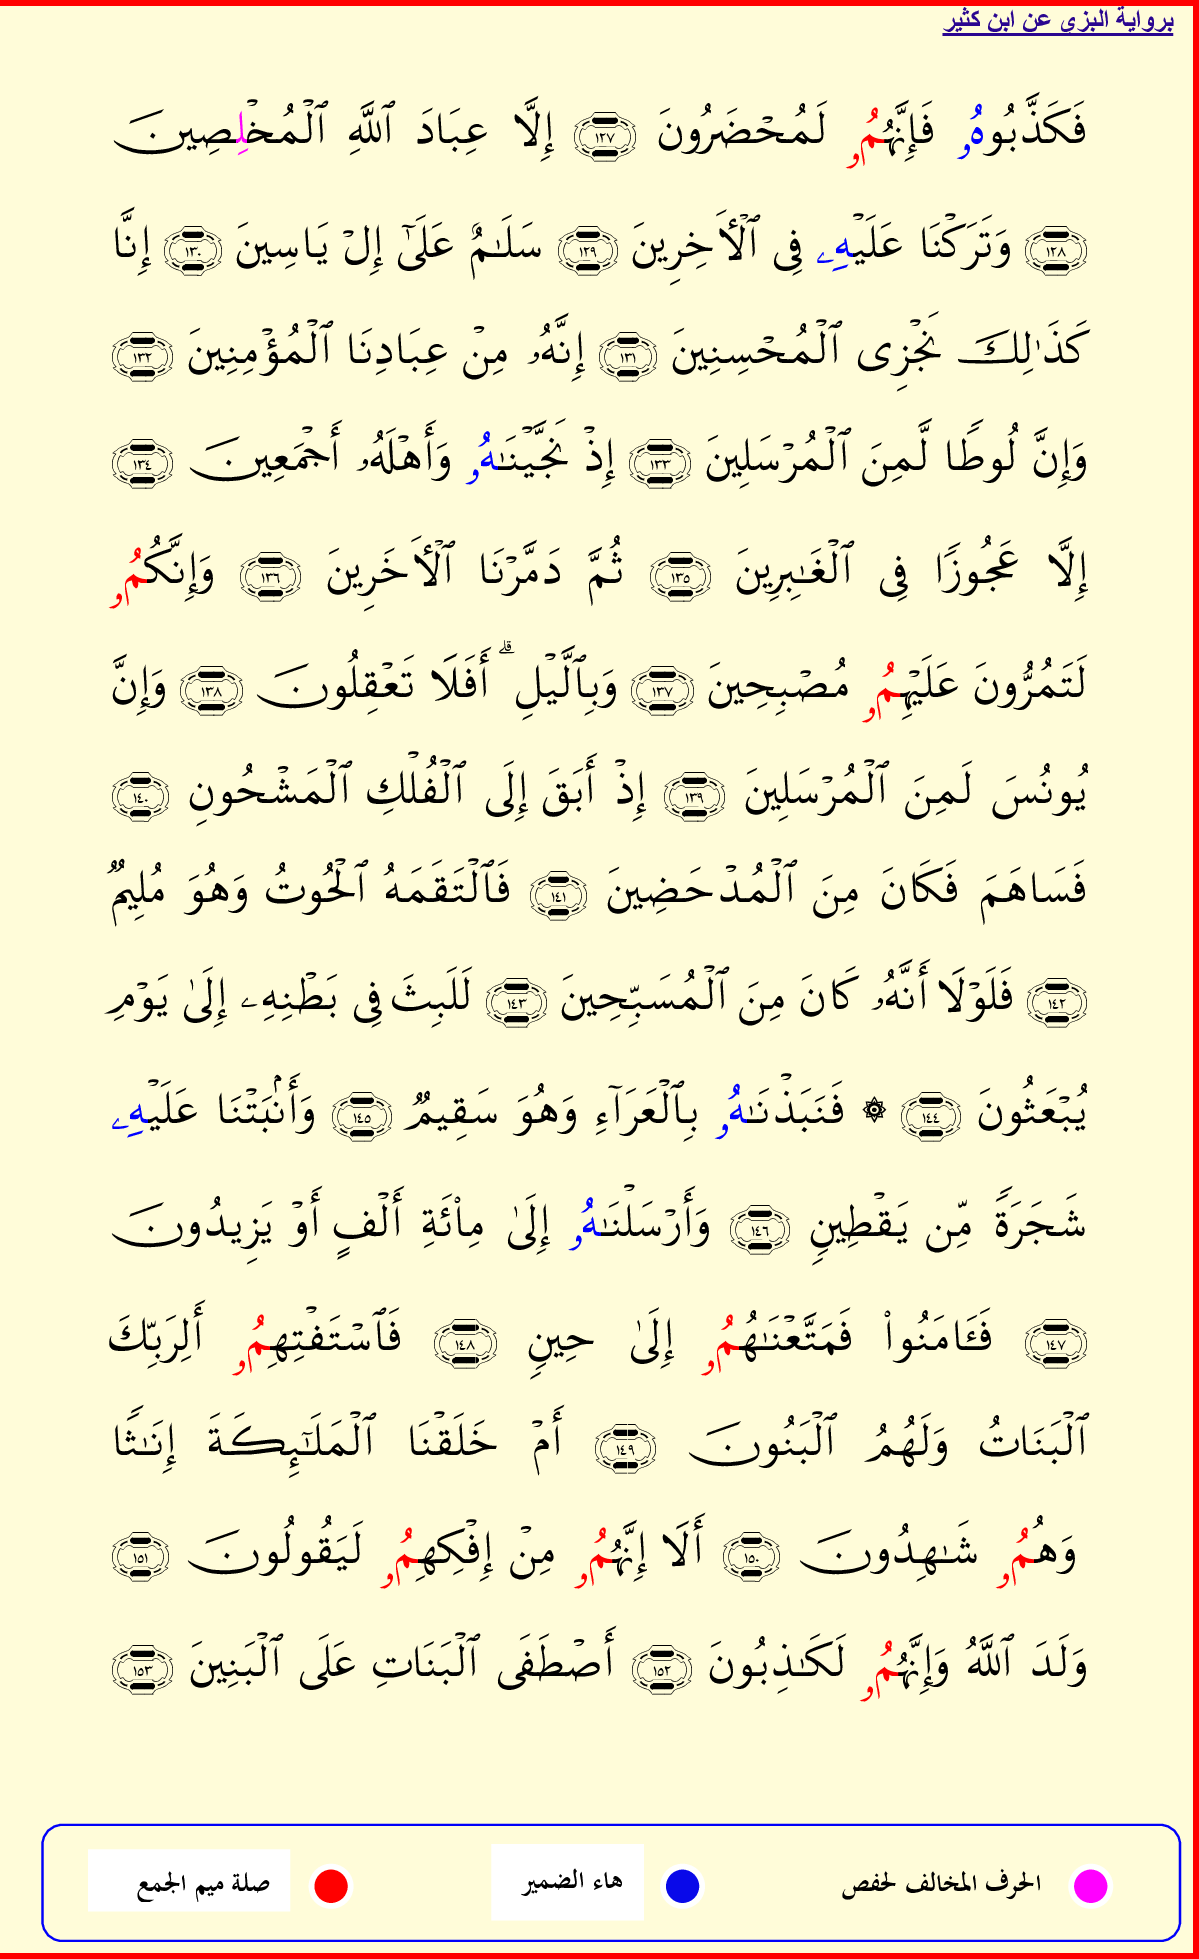 برواية البزي عن ابن كثير
فَكَذَّبُوهُۥ فَإِنَّهُمُۥ لَمُحْضَرُونَ ١٢٧ إِلَّا عِبَادَ ٱللَّهِ ٱلْمُخْلِصِينَ
١٢٨ وَتَرَكْنَا عَلَيْهِۦ فِى ٱلْأَخِرِينَ ١٢٩ سَلَـٰمٌ عَلَىٰٓ إِلْ يَاسِينَ ١٣٠ إِنَّا
كَذَٰلِكَ نَجْزِى ٱلْمُحْسِنِينَ ١٣١ إِنَّهُۥ مِنْ عِبَادِنَا ٱلْمُؤْمِنِينَ ١٣٢
وَإِنَّ لُوطًا لَّمِنَ ٱلْمُرْسَلِينَ ١٣٣ إِذْ نَجَّيْنَـٰهُۥ وَأَهْلَهُۥ أَجْمَعِينَ ١٣٤
إِلَّا عَجُوزًا فِى ٱلْغَـٰبِرِينَ ١٣٥ ثُمَّ دَمَّرْنَا ٱلْأَخَرِينَ ١٣٦ وَإِنَّكُمُۥ
لَتَمُرُّونَ عَلَيْهِمُۥ مُصْبِحِينَ ١٣٧ وَبِٱلَّيْلِ ۗ أَفَلَا تَعْقِلُونَ ١٣٨ وَإِنَّ
يُونُسَ لَمِنَ ٱلْمُرْسَلِينَ ١٣٩ إِذْ أَبَقَ إِلَى ٱلْفُلْكِ ٱلْمَشْحُونِ ١٤٠
فَسَاهَمَ فَكَانَ مِنَ ٱلْمُدْحَضِينَ ١٤١ فَٱلْتَقَمَهُ ٱلْحُوتُ وَهُوَ مُلِيمٌ
١٤٢ فَلَوْلَا أَنَّهُۥ كَانَ مِنَ ٱلْمُسَبِّحِينَ ١٤٣ لَلَبِثَ فِى بَطْنِهِۦ إِلَىٰ يَوْمِ
يُبْعَثُونَ ١٤٤ ۞ فَنَبَذْنَـٰهُۥ بِٱلْعَرَآءِ وَهُوَ سَقِيمٌ ١٤٥ وَأَنۢبَتْنَا عَلَيْهِۦ
شَجَرَةً مِّن يَقْطِينٍ ١٤٦ وَأَرْسَلْنَـٰهُۥ إِلَىٰ مِا۟ئَةِ أَلْفٍ أَوْ يَزِيدُونَ
١٤٧ فَـَٔامَنُوا۟ فَمَتَّعْنَـٰهُمُۥ إِلَىٰ حِينٍ ١٤٨ فَٱسْتَفْتِهِمُۥ أَلِرَبِّكَ
ٱلْبَنَاتُ وَلَهُمُ ٱلْبَنُونَ ١٤٩ أَمْ خَلَقْنَا ٱلْمَلَـٰٓئِكَةَ إِنَـٰثًا
وَهُمُۥ شَـٰهِدُونَ ١٥٠ أَلَا إِنَّهُمُۥ مِنْ إِفْكِهِمُۥ لَيَقُولُونَ ١٥١
وَلَدَ ٱللَّهُ وَإِنَّهُمُۥ لَكَـٰذِبُونَ ١٥٢ أَصْطَفَى ٱلْبَنَاتِ عَلَى ٱلْبَنِينَ ١٥٣
الحرف المخالف لحفص هاء الضمير صلة ميم الجمع